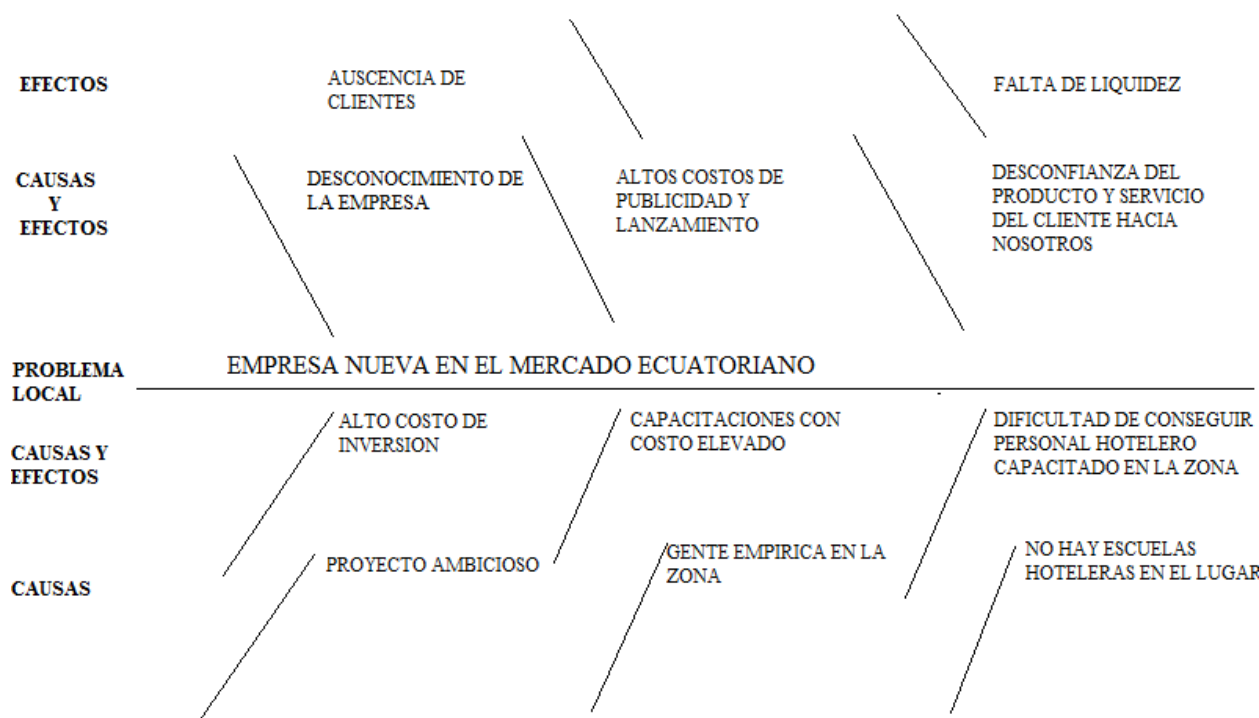 EFECTOS
AUSCENCIA DE
CLIENTES
FALTA DE LIQUIDEZ
CAUSAS
Y
EFECTOS
DESCONOCIMIENTO DE
LA EMPRESA
ALTOS COSTOS DE
PUBLICIDAD Y
LANZAMIENTO
DESCONFIANZA DEL
PRODUCTO Y SERVICIO
DEL CLIENTE HACIA
NOSOTROS
PROBLEMA
LOCAL
EMPRESA NUEVA EN EL MERCADO ECUATORIANO
CAUSAS Y
EFECTOS
ALTO COSTO DE
INVERSION
CAPACITACIONES CON
COSTO ELEVADO
DIFICULTAD DE CONSEGUIR
PERSONAL HOTELERO
CAPACITADO EN LA ZONA
CAUSAS
PROYECTO AMBICIOSO
GENTE EMPIRICA EN LA
ZONA
NO HAY ESCUELAS
HOTELERAS EN EL LUGAR